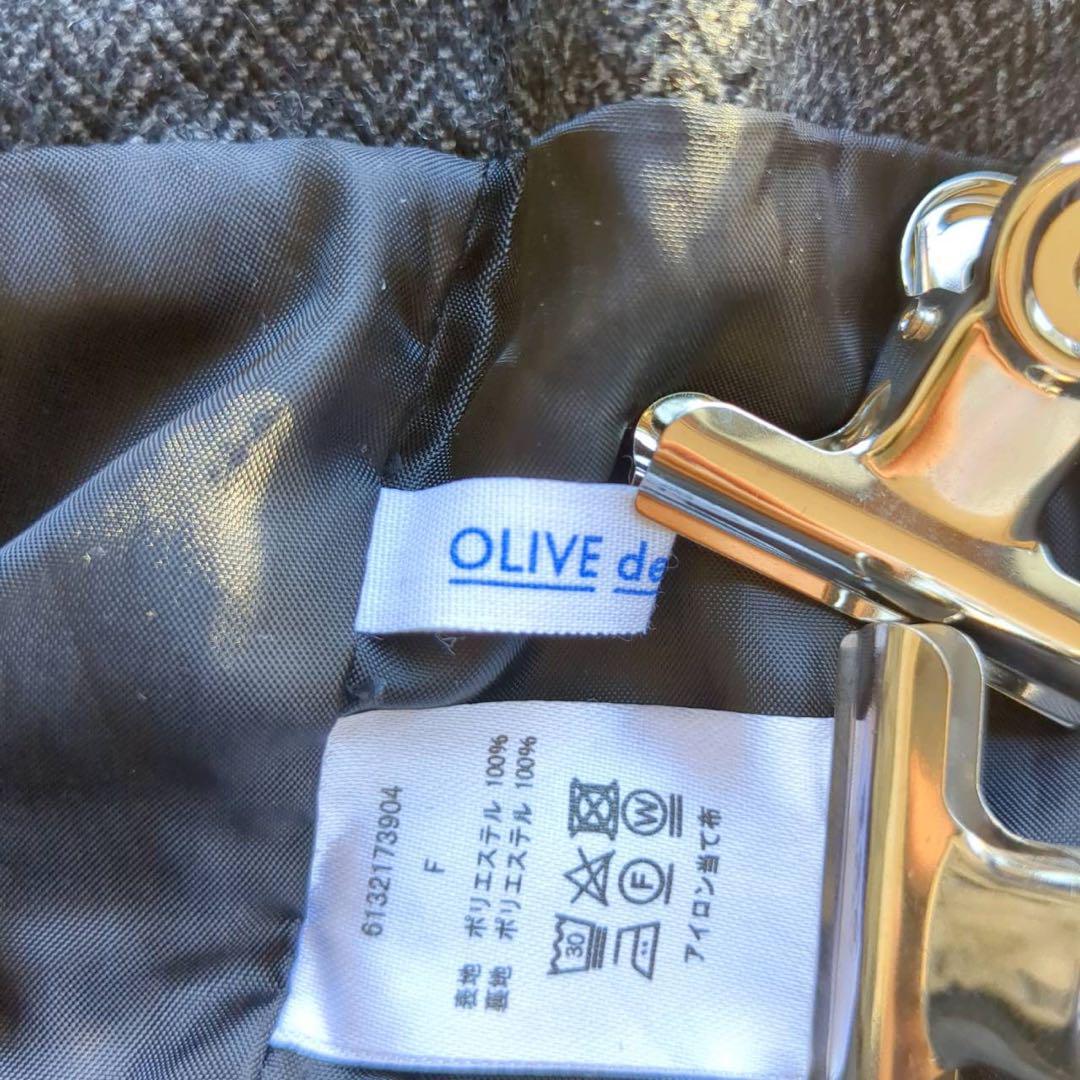 OLIVE de
6132173904
F
表地 ポリエステル 100%
裏地 ポリエステル 100%
30
W
F
アイロン当て布